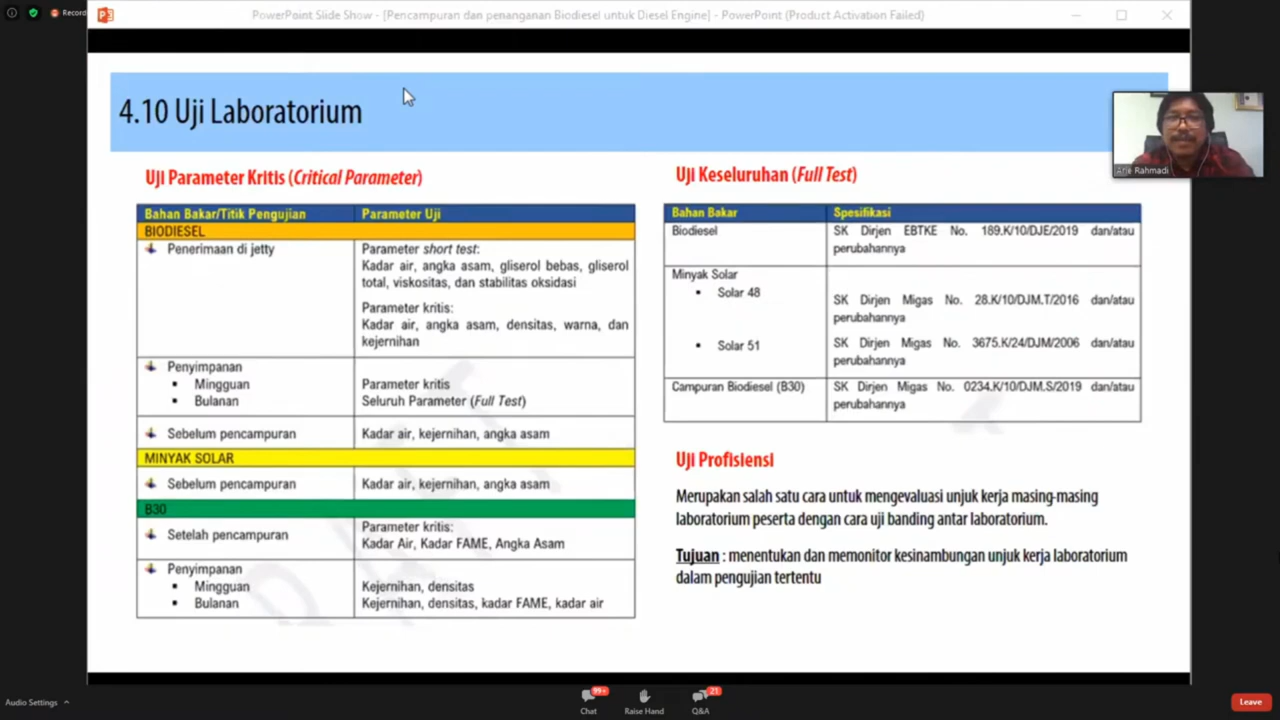 Record
PowerPoint Slide Show - [Pencampuran dan penanganan Biodiesel untuk Diesel Engine] - PowerPoint (Product Activation Failed)
4.10 Uji Laboratorium
Arie Rahmadi
Uji Parameter Kritis (Critical Parameter)
Bahan Bakar/Titik Pengujian Parameter Uji
BIODIESEL
Penerimaan di jetty Parameter short test:
Kadar air, angka asam, gliserol bebas, gliserol
total, viskositas, dan stabilitas oksidasi
Parameter kritis:
Kadar air, angka asam, densitas, warna, dan
kejernihan
Penyimpanan
▪ Mingguan Parameter kritis
▪ Bulanan Seluruh Parameter (Full Test)
Sebelum pencampuran Kadar air, kejernihan, angka asam
MINYAK SOLAR
Sebelum pencampuran Kadar air, kejernihan, angka asam
B30
Setelah pencampuran Parameter kritis:
Kadar Air, Kadar FAME, Angka Asam
Penyimpanan
▪ Mingguan Kejernihan, densitas
▪ Bulanan Kejernihan, densitas, kadar FAME, kadar air
Uji Keseluruhan (Full Test)
Bahan Bakar Spesifikasi
Biodiesel SK Dirjen EBTKE No. 189.K/10/DJE/2019 dan/atau
perubahannya
Minyak Solar
▪ Solar 48
SK Dirjen Migas No. 28.K/10/DJM.T/2016 dan/atau
perubahannya
▪ Solar 51 SK Dirjen Migas No. 3675.K/24/DJM/2006 dan/atau
perubahannya
Campuran Biodiesel (B30) SK Dirjen Migas No. 0234.K/10/DJM.S/2019 dan/atau
perubahannya
Uji Profisiensi
Merupakan salah satu cara untuk mengevaluasi unjuk kerja masing-masing
laboratorium peserta dengan cara uji banding antar laboratorium.
Tujuan : menentukan dan memonitor kesinambungan unjuk kerja laboratorium
dalam pengujian tertentu
Audio Settings
99+
Chat
Raise Hand
21
Q&A
Leave